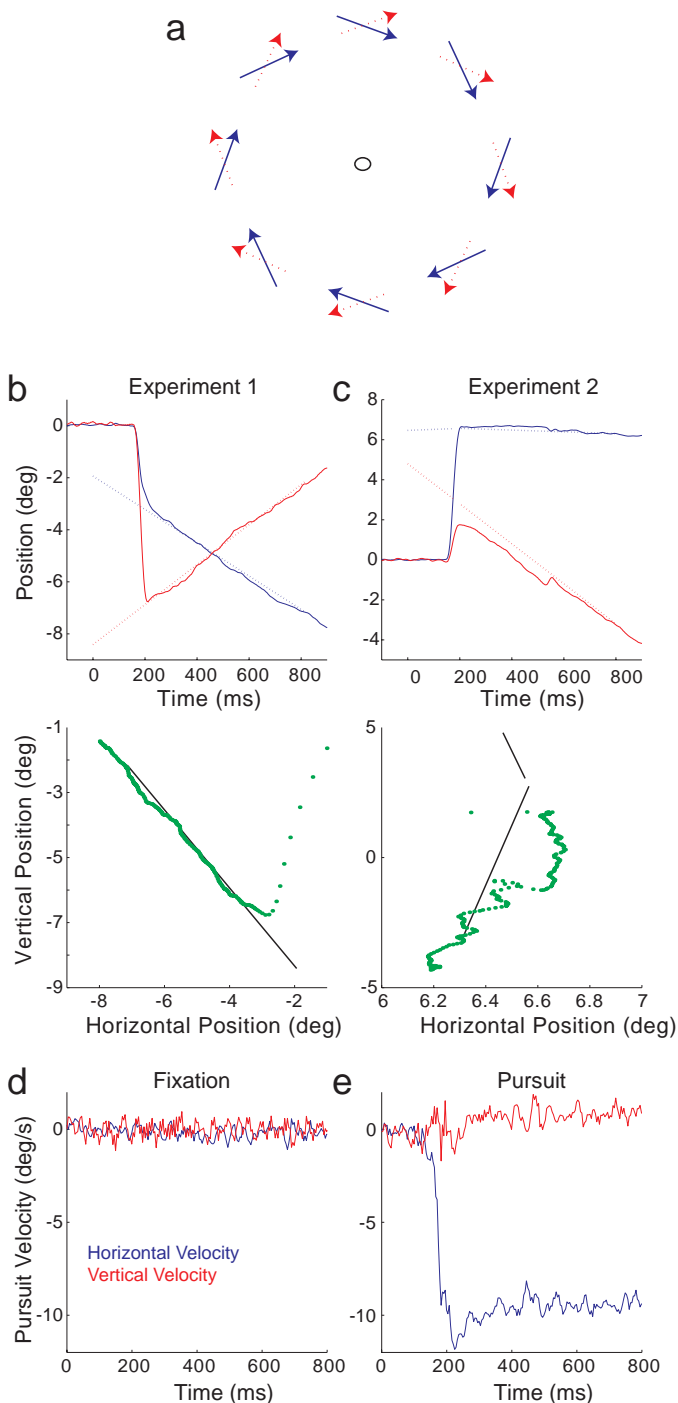 a
b Experiment 1
c Experiment 2
Position (deg)
0
-2
-4
-6
-8
0 200 400 600 800
Time (ms)
8
6
4
2
0
-2
-4
0 200 400 600 800
Time (ms)
Vertical Position (deg)
-1
-3
-5
-7
-9
-8 -6 -4 -2
Horizontal Position (deg)
5
0
-5
6 6.2 6.4 6.6 6.8 7
Horizontal Position (deg)
d Fixation
e Pursuit
Pursuit Velocity (deg/s)
0
-5
-10
Horizontal Velocity
Vertical Velocity
0 200 400 600 800
Time (ms)
0
-5
-10
0 200 400 600 800
Time (ms)